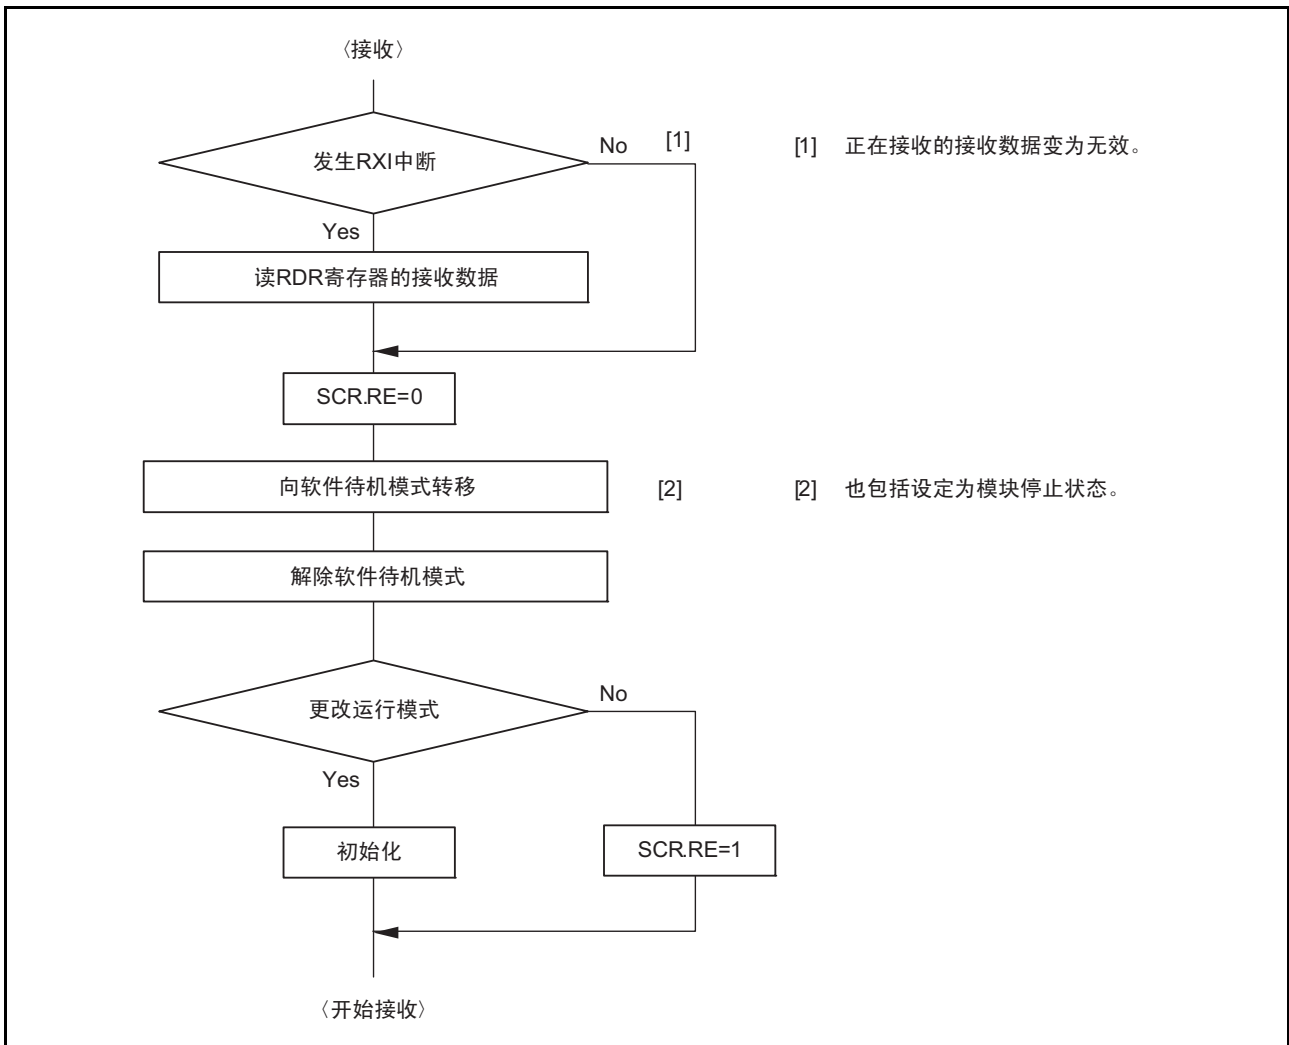 〈接收〉
发生RXI中断
No
[1]
[1] 正在接收的接收数据变为无效。
Yes
读RDR寄存器的接收数据
SCR.RE=0
向软件待机模式转移
[2]
[2] 也包括设定为模块停止状态。
解除软件待机模式
更改运行模式
No
Yes
初始化
SCR.RE=1
〈开始接收〉